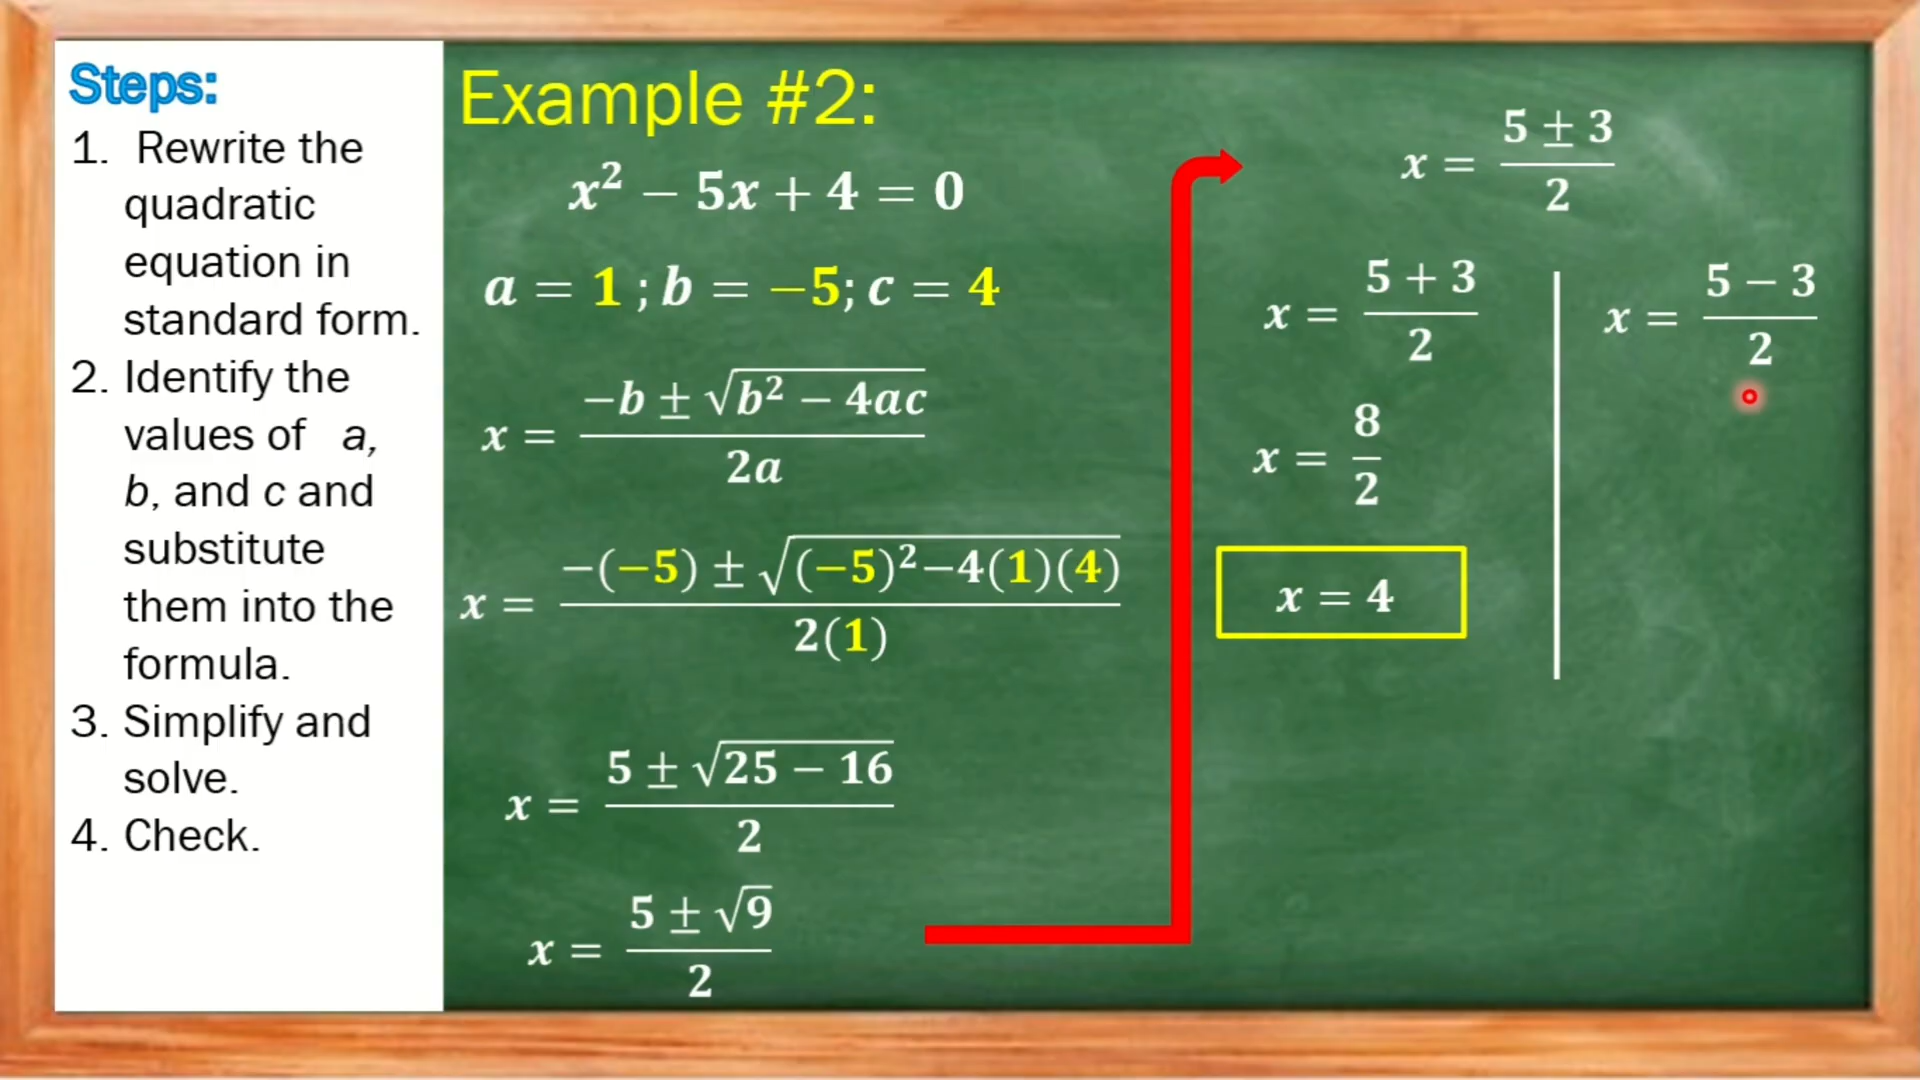 Steps:
1. Rewrite the
quadratic
equation in
standard form.
2. Identify the
values of a,
b, and c and
substitute
them into the
formula.
3. Simplify and
solve.
4. Check.
Example #2:
x² − 5x + 4 = 0
a = 1 ; b = −5; c = 4
x = (−b ± √(b² − 4ac)) / 2a
x = (−(−5) ± √((−5)²−4(1)(4))) / 2(1)
x = (5 ± √(25 − 16)) / 2
x = (5 ± √9) / 2
x = (5 ± 3) / 2
x = (5 + 3) / 2
x = 8 / 2
x = 4
x = (5 − 3) / 2